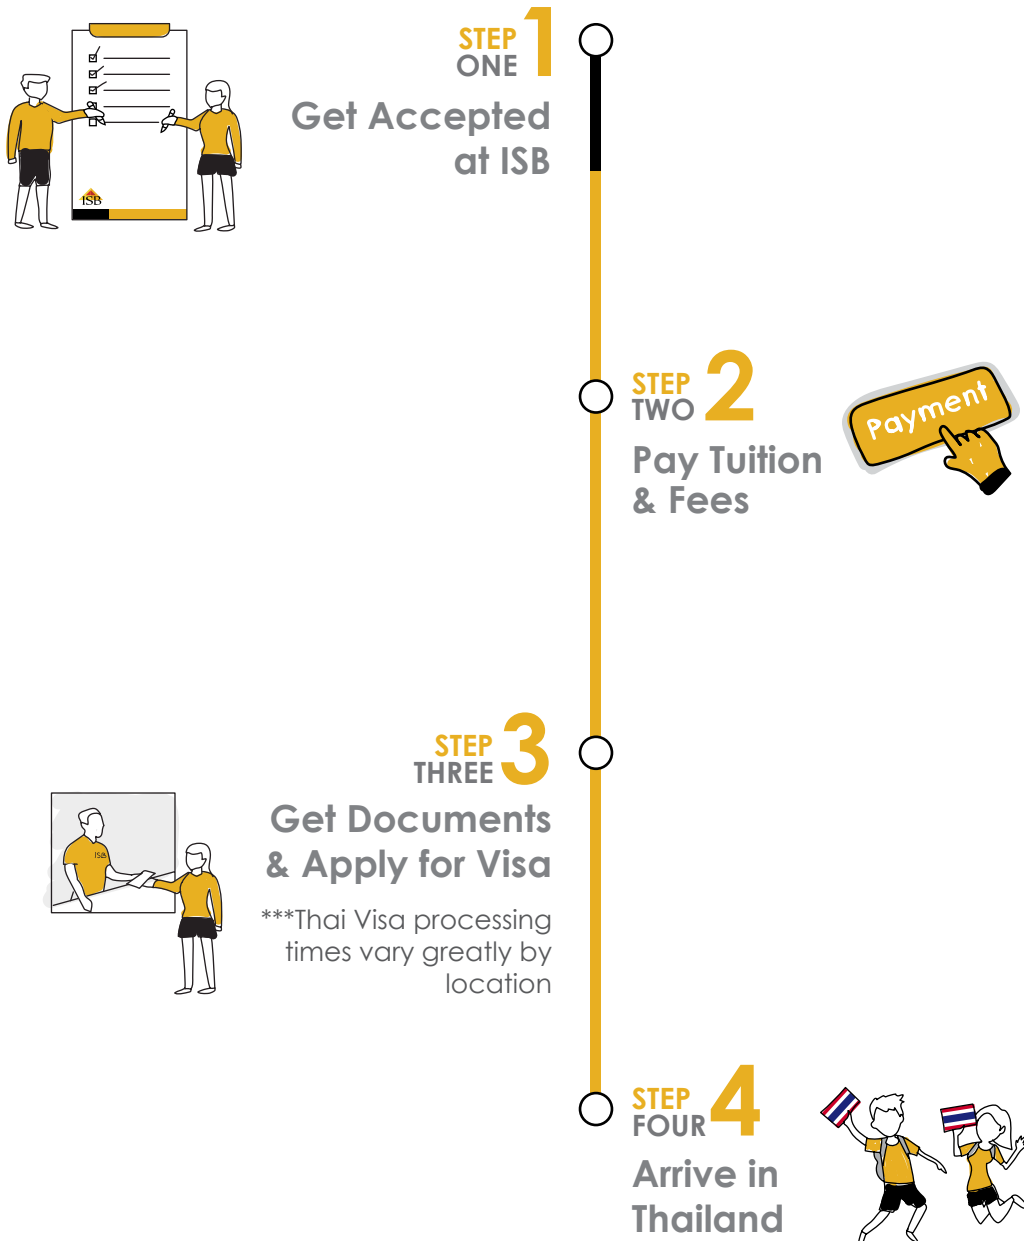 STEP
ONE 1
Get Accepted
at ISB
ISB
STEP
TWO 2
Pay Tuition
& Fees
Payment
STEP
THREE 3
Get Documents
& Apply for Visa
***Thai Visa processing
times vary greatly by
location
ISB
STEP
FOUR 4
Arrive in
Thailand